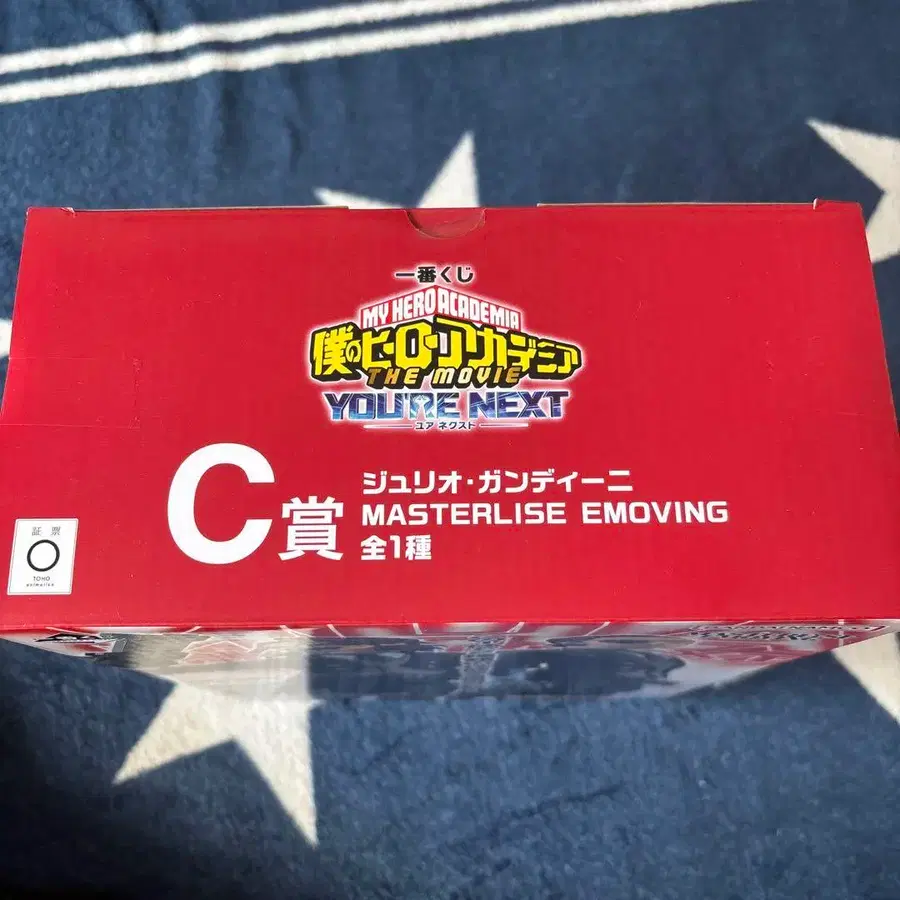 一番くじ
MY HERO ACADEMIA
僕のヒーローアカデミア
THE MOVIE
YOU'RE NEXT
ユア ネクスト
C賞
ジュリオ・ガンディーニ
MASTERLISE EMOVING
全1種
証票
TOHO
animation